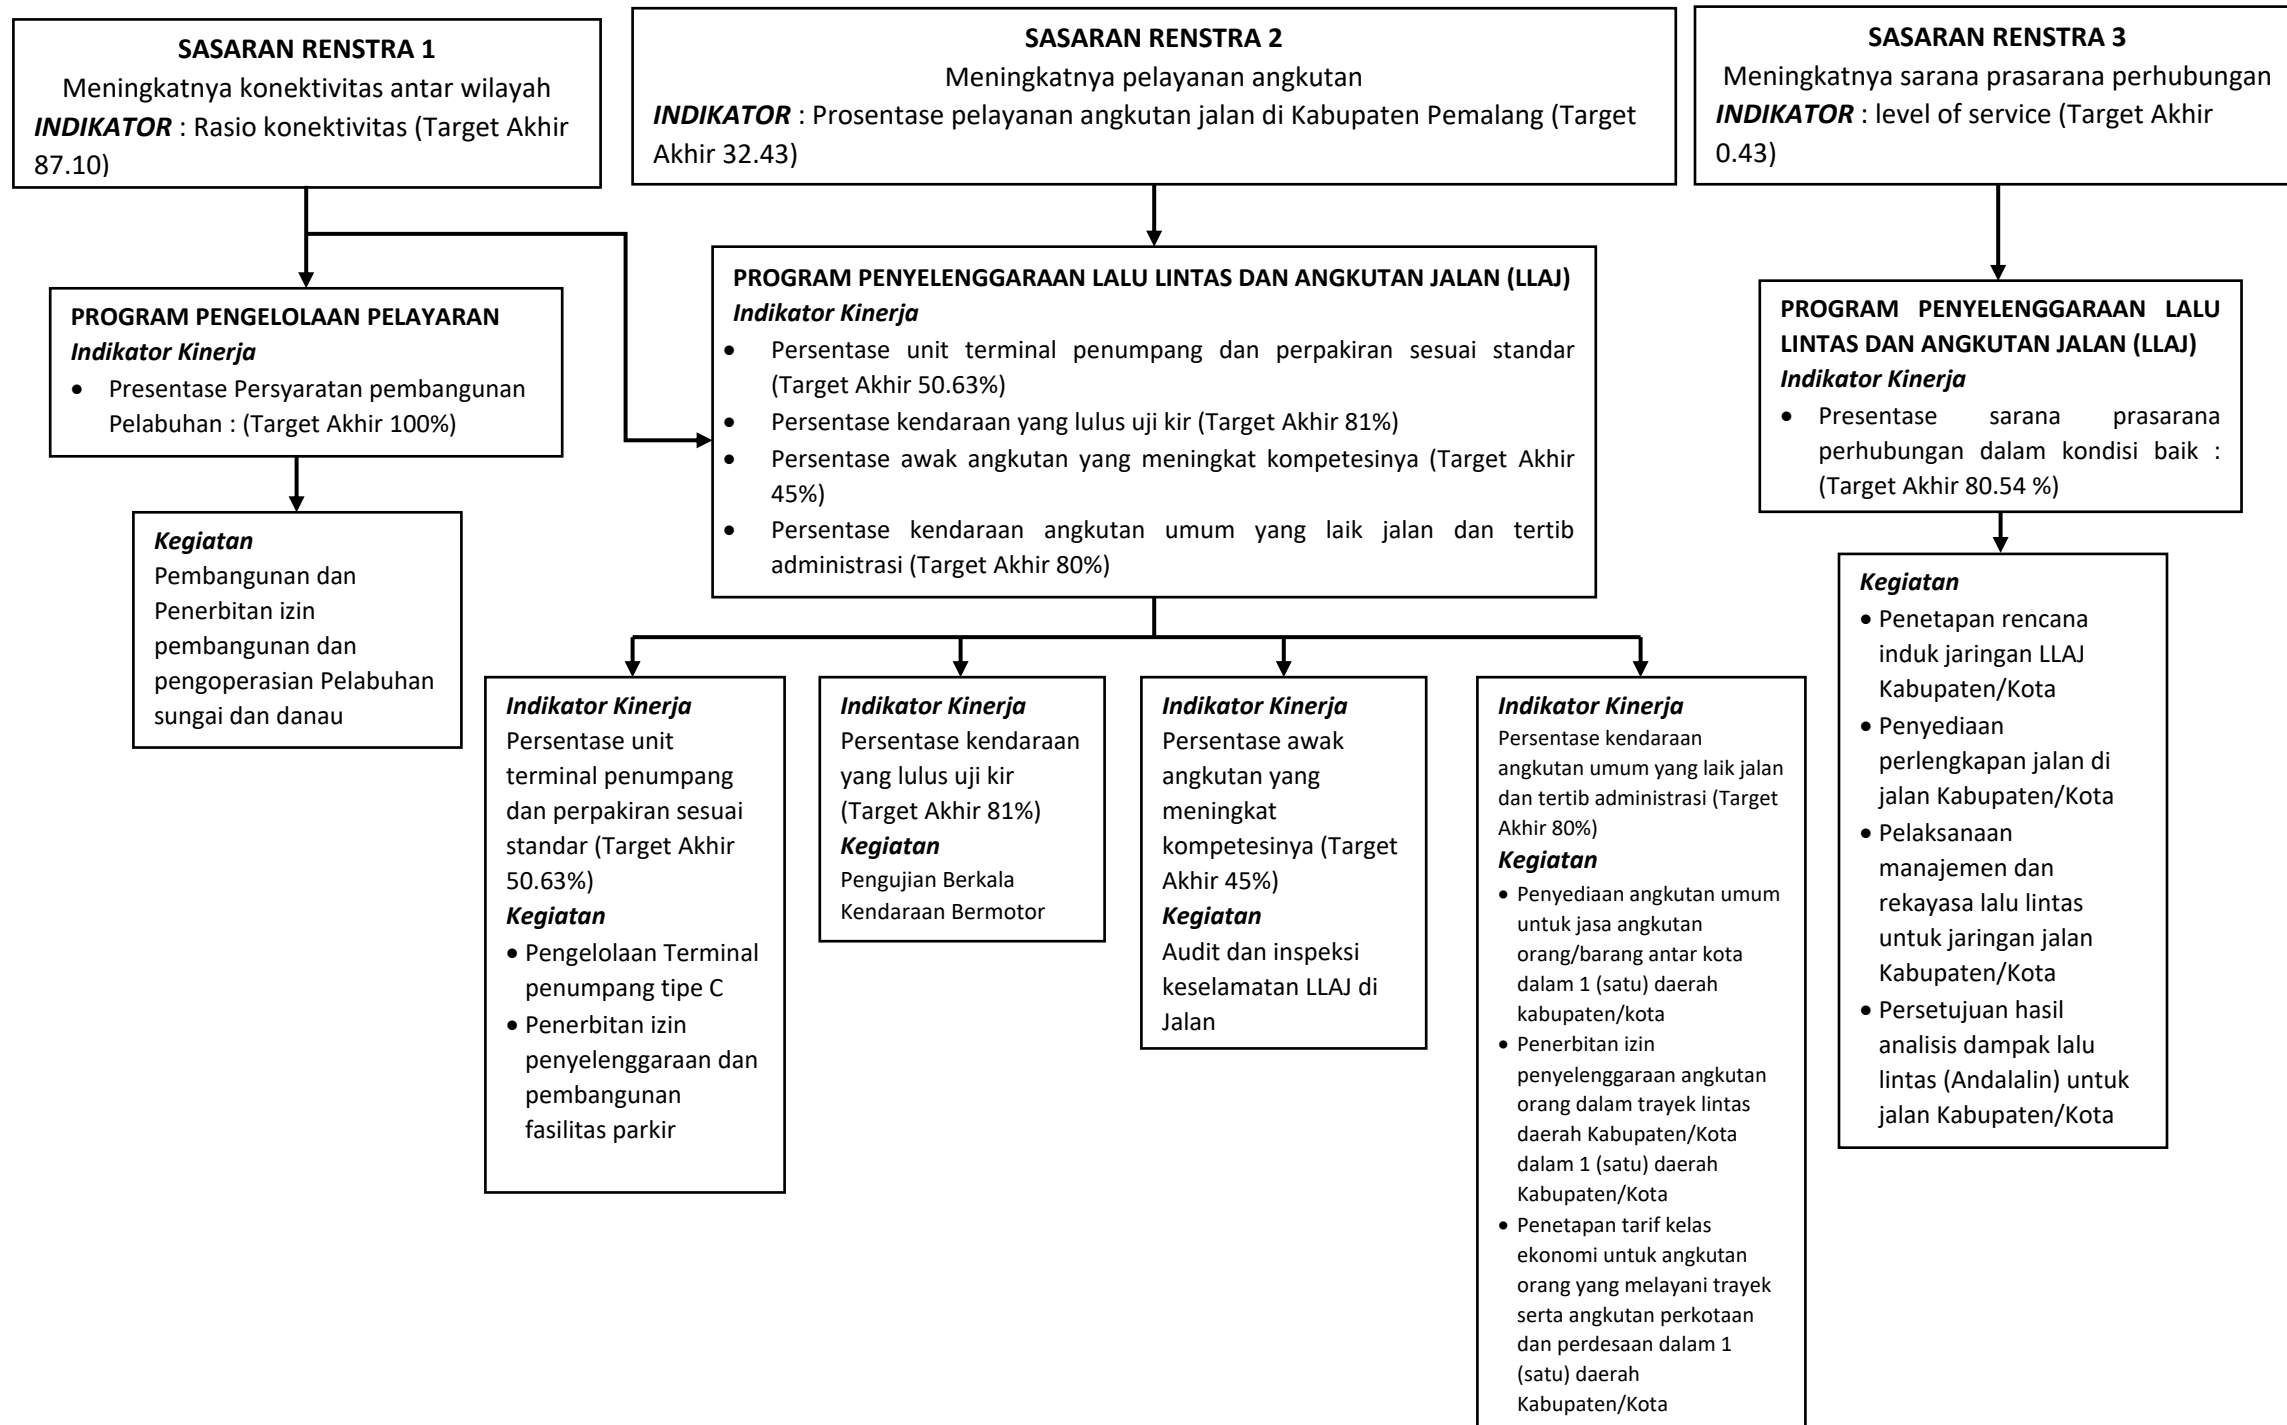 SASARAN RENSTRA 1
Meningkatnya konektivitas antar wilayah
INDIKATOR : Rasio konektivitas (Target Akhir
87.10)
SASARAN RENSTRA 2
Meningkatnya pelayanan angkutan
INDIKATOR : Prosentase pelayanan angkutan jalan di Kabupaten Pemalang (Target
Akhir 32.43)
SASARAN RENSTRA 3
Meningkatnya sarana prasarana perhubungan
INDIKATOR : level of service (Target Akhir
0.43)
PROGRAM PENGELOLAAN PELAYARAN
Indikator Kinerja
• Presentase Persyaratan pembangunan
Pelabuhan : (Target Akhir 100%)
PROGRAM PENYELENGGARAAN LALU LINTAS DAN ANGKUTAN JALAN (LLAJ)
Indikator Kinerja
• Persentase unit terminal penumpang dan perpakiran sesuai standar
(Target Akhir 50.63%)
• Persentase kendaraan yang lulus uji kir (Target Akhir 81%)
• Persentase awak angkutan yang meningkat kompetesinya (Target Akhir
45%)
• Persentase kendaraan angkutan umum yang laik jalan dan tertib
administrasi (Target Akhir 80%)
PROGRAM PENYELENGGARAAN LALU
LINTAS DAN ANGKUTAN JALAN (LLAJ)
Indikator Kinerja
• Presentase sarana prasarana
perhubungan dalam kondisi baik :
(Target Akhir 80.54 %)
Kegiatan
Pembangunan dan
Penerbitan izin
pembangunan dan
pengoperasian Pelabuhan
sungai dan danau
Indikator Kinerja
Persentase unit
terminal penumpang
dan perpakiran sesuai
standar (Target Akhir
50.63%)
Kegiatan
• Pengelolaan Terminal
penumpang tipe C
• Penerbitan izin
penyelenggaraan dan
pembangunan
fasilitas parkir
Indikator Kinerja
Persentase kendaraan
yang lulus uji kir
(Target Akhir 81%)
Kegiatan
Pengujian Berkala
Kendaraan Bermotor
Indikator Kinerja
Persentase awak
angkutan yang
meningkat
kompetesinya (Target
Akhir 45%)
Kegiatan
Audit dan inspeksi
keselamatan LLAJ di
Jalan
Indikator Kinerja
Persentase kendaraan
angkutan umum yang laik jalan
dan tertib administrasi (Target
Akhir 80%)
Kegiatan
• Penyediaan angkutan umum
untuk jasa angkutan
orang/barang antar kota
dalam 1 (satu) daerah
kabupaten/kota
• Penerbitan izin
penyelenggaraan angkutan
orang dalam trayek lintas
daerah Kabupaten/Kota
dalam 1 (satu) daerah
Kabupaten/Kota
• Penetapan tarif kelas
ekonomi untuk angkutan
orang yang melayani trayek
serta angkutan perkotaan
dan perdesaan dalam 1
(satu) daerah
Kabupaten/Kota
Kegiatan
• Penetapan rencana
induk jaringan LLAJ
Kabupaten/Kota
• Penyediaan
perlengkapan jalan di
jalan Kabupaten/Kota
• Pelaksanaan
manajemen dan
rekayasa lalu lintas
untuk jaringan jalan
Kabupaten/Kota
• Persetujuan hasil
analisis dampak lalu
lintas (Andalalin) untuk
jalan Kabupaten/Kota